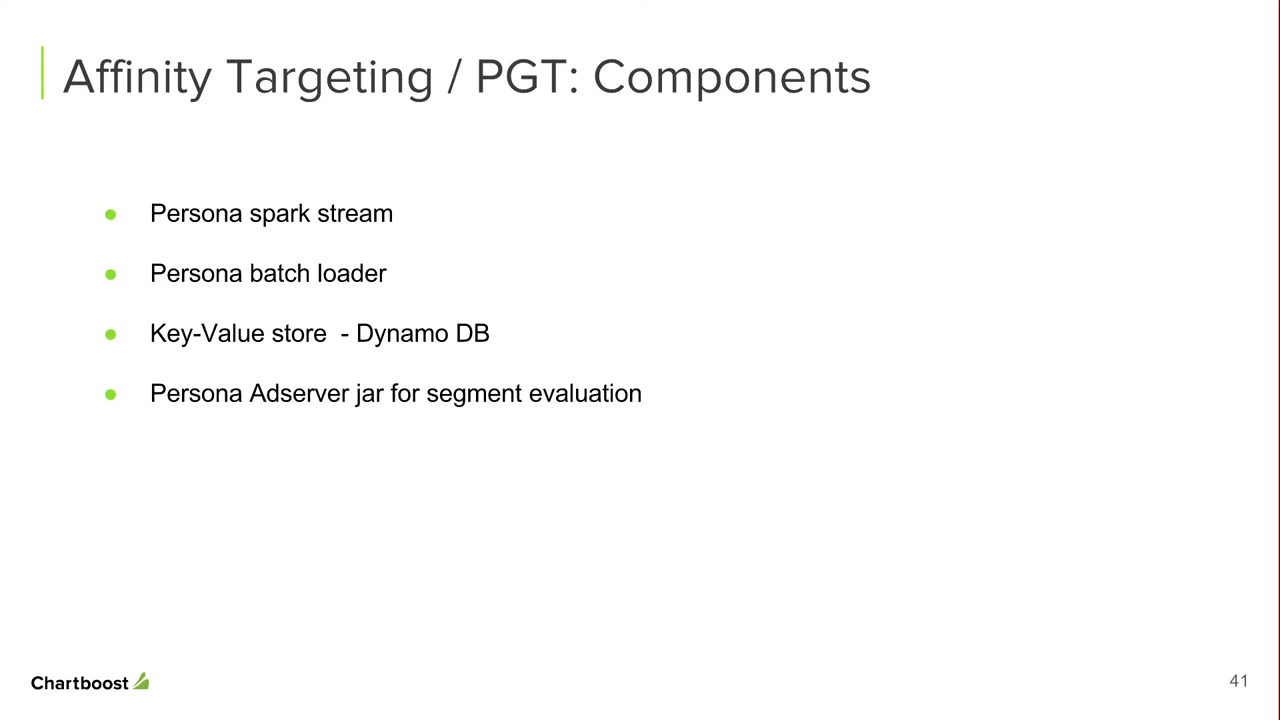 Affinity Targeting / PGT: Components
● Persona spark stream
● Persona batch loader
● Key-Value store - Dynamo DB
● Persona Adserver jar for segment evaluation
Chartboost
41